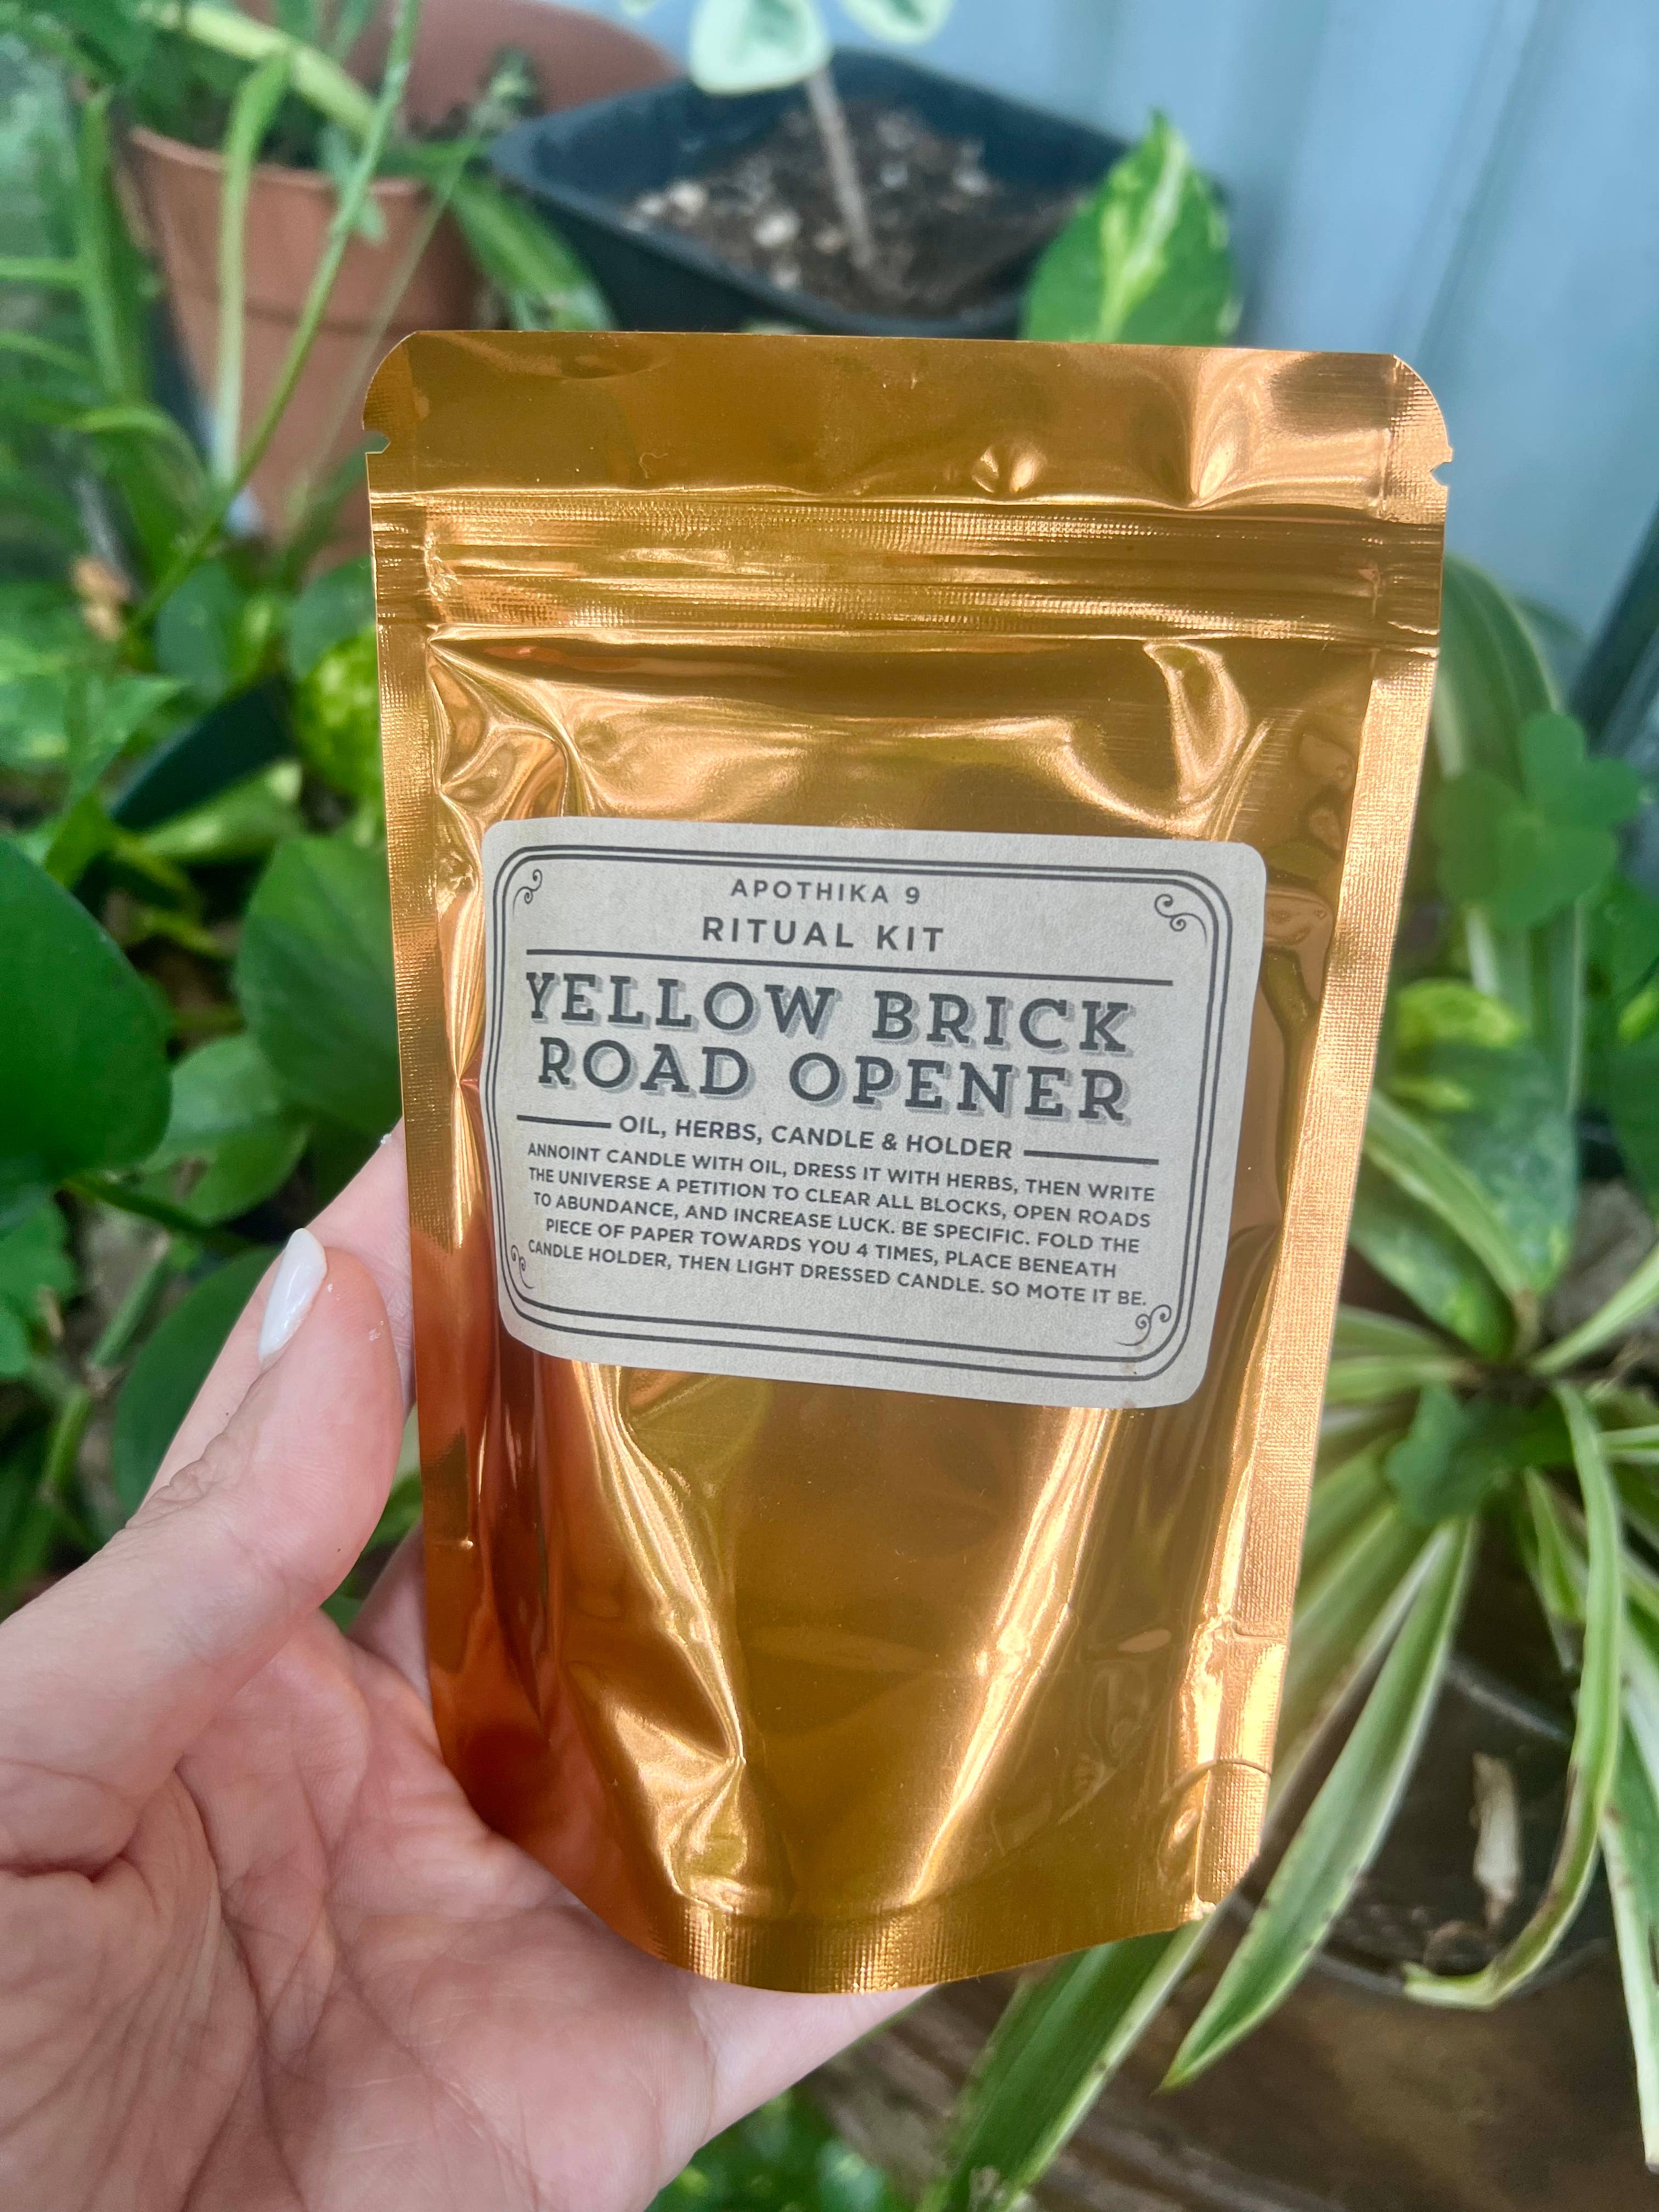 APOTHIKA 9
RITUAL KIT
YELLOW BRICK
ROAD OPENER
OIL, HERBS, CANDLE & HOLDER
ANNOINT CANDLE WITH OIL, DRESS IT WITH HERBS, THEN WRITE
THE UNIVERSE A PETITION TO CLEAR ALL BLOCKS, OPEN ROADS
TO ABUNDANCE, AND INCREASE LUCK. BE SPECIFIC. FOLD THE
PIECE OF PAPER TOWARDS YOU 4 TIMES, PLACE BENEATH
CANDLE HOLDER, THEN LIGHT DRESSED CANDLE. SO MOTE IT BE.